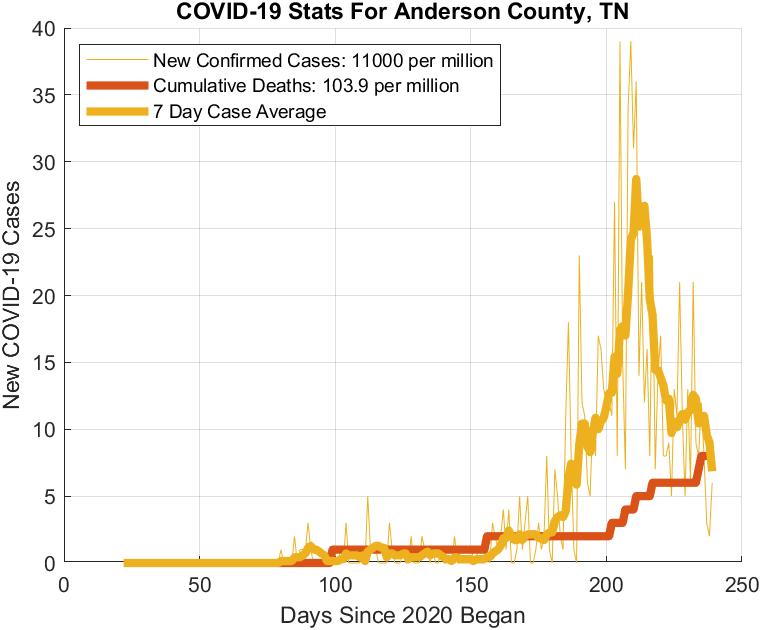 COVID-19 Stats For Anderson County, TN
New Confirmed Cases: 11000 per million
Cumulative Deaths: 103.9 per million
7 Day Case Average
New COVID-19 Cases
40
35
30
25
20
15
10
5
0
0 50 100 150 200 250
Days Since 2020 Began